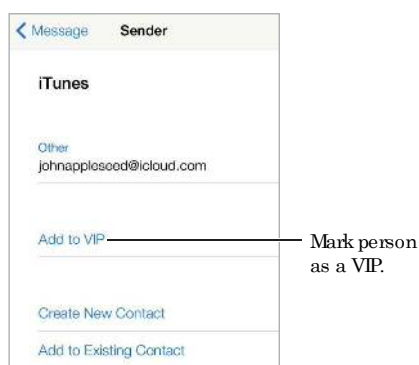 Message Sender
iTunes
Other
johnappleseed@icloud.com
Add to VIP
Mark person
as a VIP.
Create New Contact
Add to Existing Contact